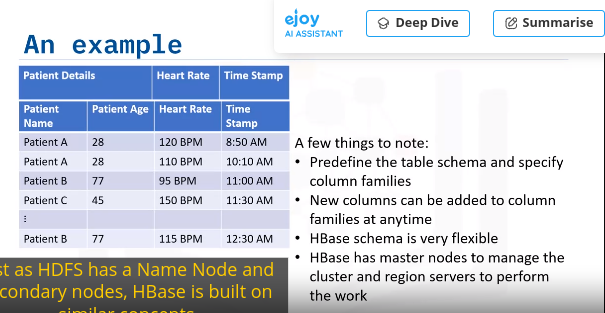 ejoy
AI ASSISTANT
Deep Dive
Summarise
An example
Patient Details Heart Rate Time Stamp
Patient Name Patient Age Heart Rate Time Stamp
Patient A 28 120 BPM 8:50 AM
Patient A 28 110 BPM 10:10 AM
Patient B 77 95 BPM 11:00 AM
Patient C 45 150 BPM 11:30 AM
⋮
Patient B 77 115 BPM 12:30 AM
A few things to note:
• Predefine the table schema and specify
column families
• New columns can be added to column
families at anytime
• HBase schema is very flexible
• HBase has master nodes to manage the
cluster and region servers to perform
the work
as HDFS has a Name Node and
nodes, HBase is built on
similar concepts